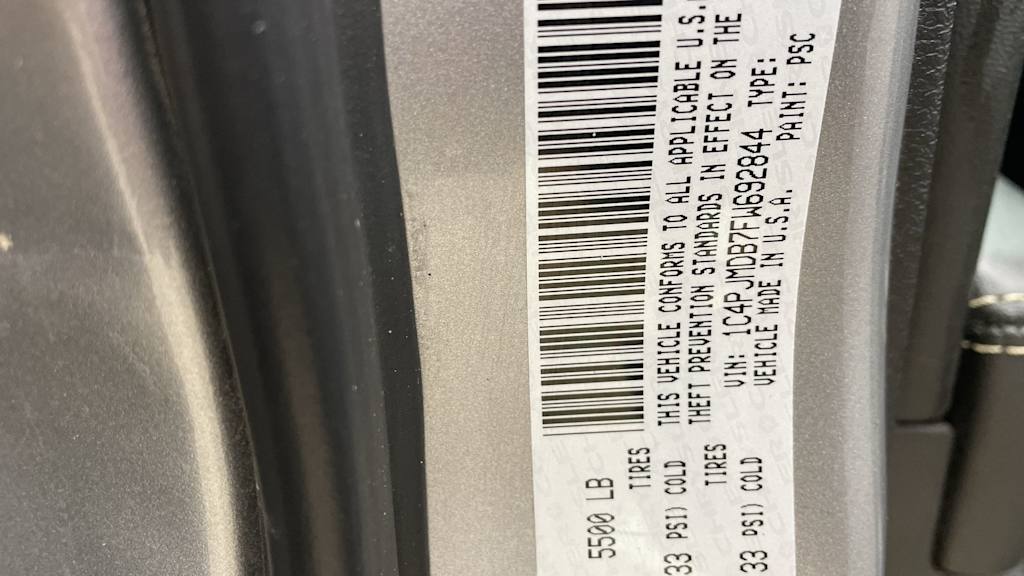 5500 LB
TIRES
33 PSI) COLD
TIRES
33 PSI) COLD
THIS VEHICLE CONFORMS TO ALL APPLICABLE U.S.
THEFT PREVENTION STANDARDS IN EFFECT ON THE
VIN: 1C4PJMDB7FW692844 TYPE:
VEHICLE MADE IN U.S.A. PAINT: PSC